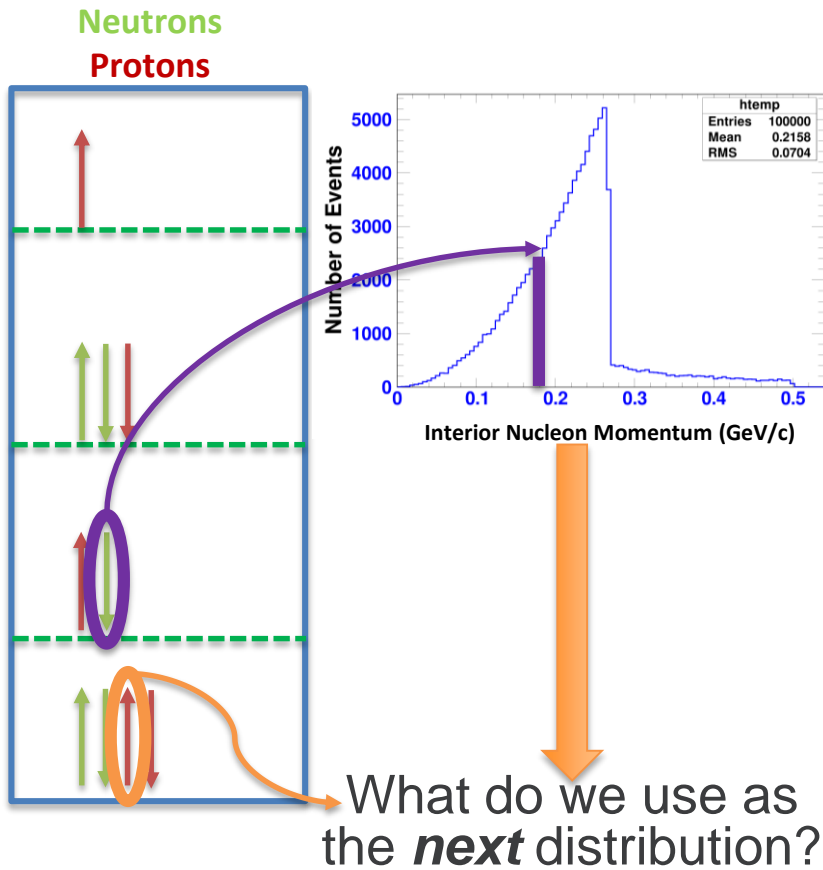 Neutrons
Protons
htemp
Entries 100000
Mean 0.2158
RMS 0.0704
Number of Events
5000
4000
3000
2000
1000
0
0 0.1 0.2 0.3 0.4 0.5
Interior Nucleon Momentum (GeV/c)
What do we use as
the next distribution?